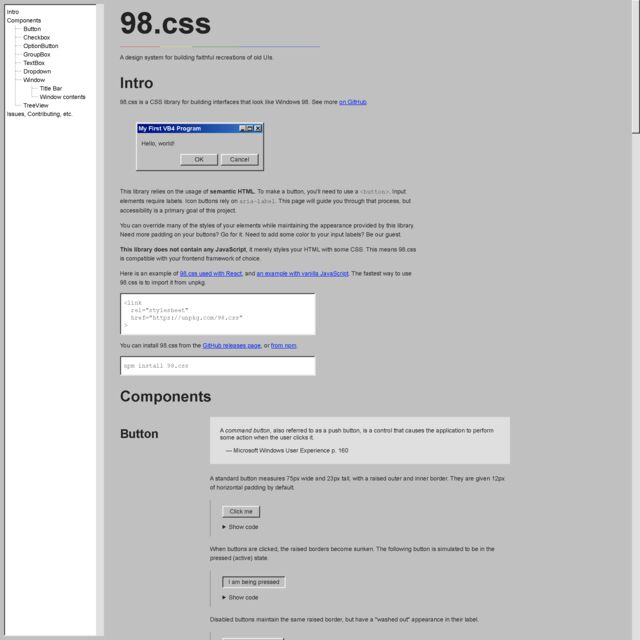 Intro
Components
Button
Checkbox
OptionButton
GroupBox
TextBox
Dropdown
Window
Title Bar
Window contents
TreeView
Issues, Contributing, etc.
98.css
A design system for building faithful recreations of old UIs.
Intro
98.css is a CSS library for building interfaces that look like Windows 98. See more on GitHub.
My First VB4 Program
Hello, world!
OK
Cancel
This library relies on the usage of semantic HTML. To make a button, you'll need to use a <button>. Input
elements require labels. Icon buttons rely on aria-label. This page will guide you through that process, but
accessibility is a primary goal of this project.
You can override many of the styles of your elements while maintaining the appearance provided by this library.
Need more padding on your buttons? Go for it. Need to add some color to your input labels? Be our guest.
This library does not contain any JavaScript, it merely styles your HTML with some CSS. This means 98.css
is compatible with your frontend framework of choice.
Here is an example of 98.css used with React, and an example with vanilla JavaScript. The fastest way to use
98.css is to import it from unpkg.
<link
rel="stylesheet"
href="https://unpkg.com/98.css"
>
You can install 98.css from the GitHub releases page, or from npm.
npm install 98.css
Components
Button
A command button, also referred to as a push button, is a control that causes the application to perform
some action when the user clicks it.
— Microsoft Windows User Experience p. 160
A standard button measures 75px wide and 23px tall, with a raised outer and inner border. They are given 12px
of horizontal padding by default.
Click me
▶ Show code
When buttons are clicked, the raised borders become sunken. The following button is simulated to be in the
pressed (active) state.
I am being pressed
▶ Show code
Disabled buttons maintain the same raised border, but have a "washed out" appearance in their label.